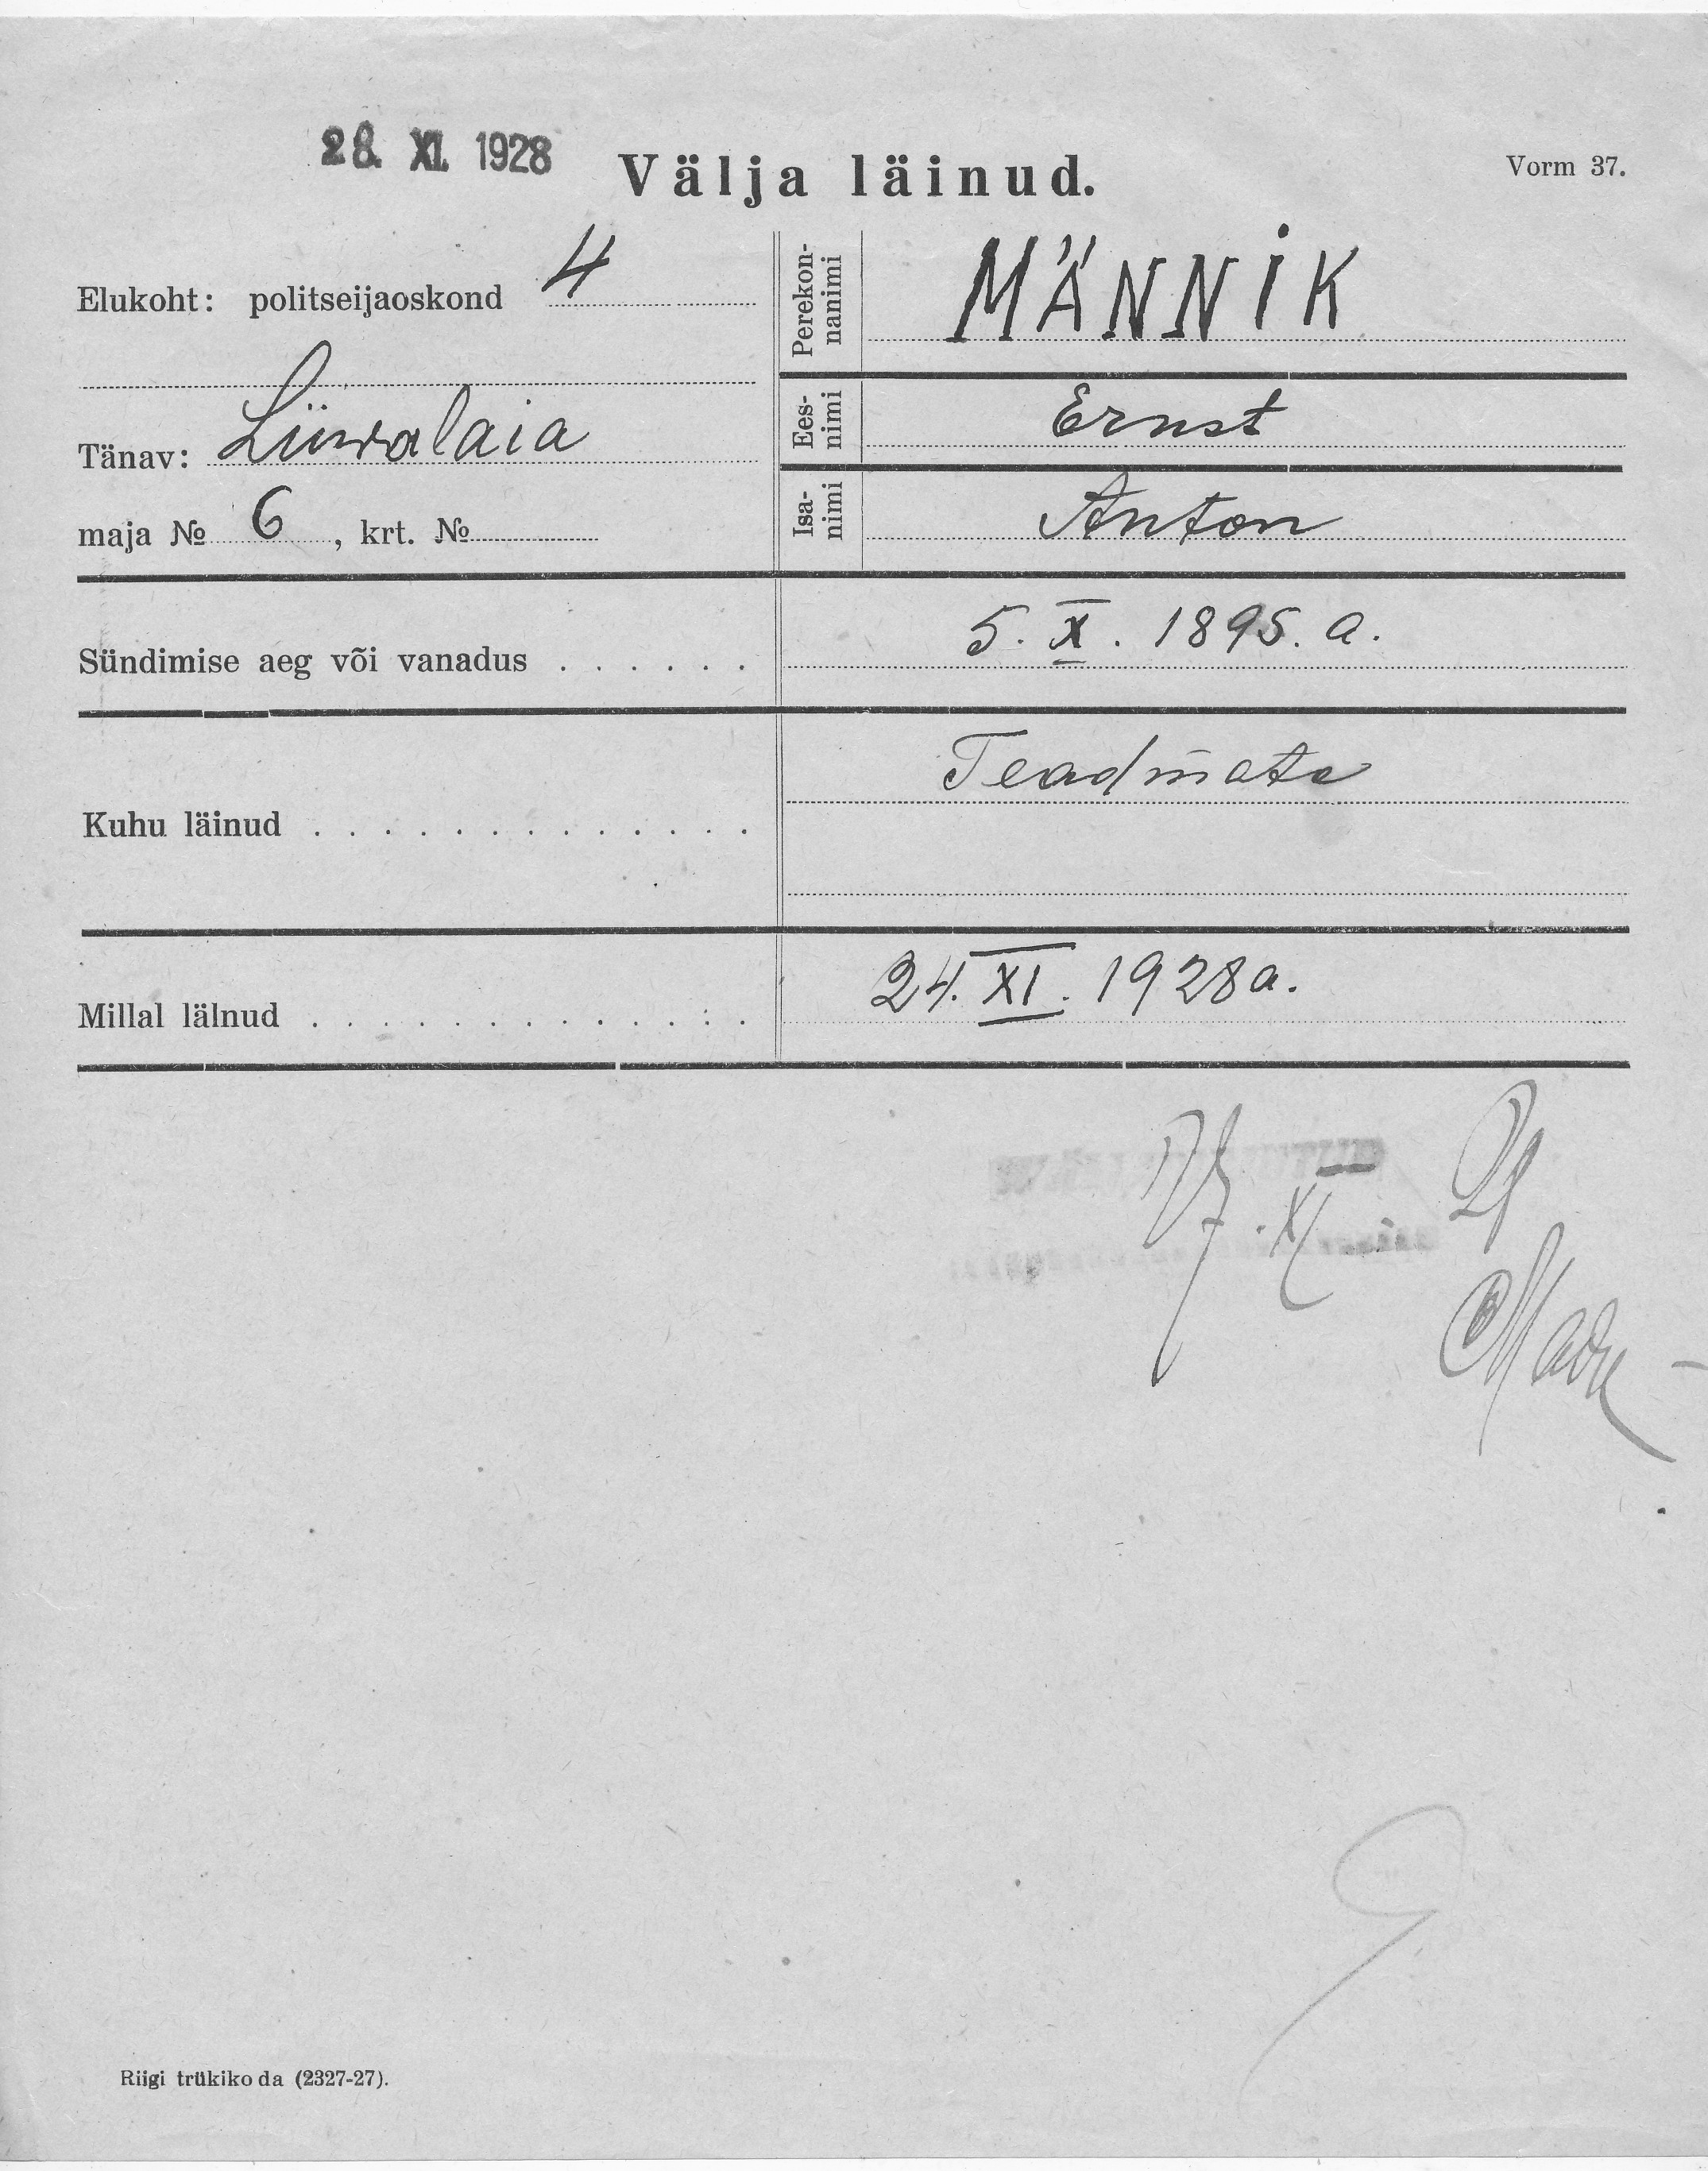 28. XI. 1928
Välja läinud.
Vorm 37.
Elukoht: politseijaoskond 4
Tänav: Liiwalaia
maja № 6, krt. №
Perekon-
nanimi
MÄNNIK
Ees-
nimi
Ernst
Isa-
nimi
Anton
Sündimise aeg või vanadus . . . . . .
5. X. 1895. a.
Kuhu läinud . . . . . . . . . . . . .
Teadmata
Millal lälnud . . . . . . . . . . . . .
24. XI. 1928 a.
Riigi trükikoda (2327-27).